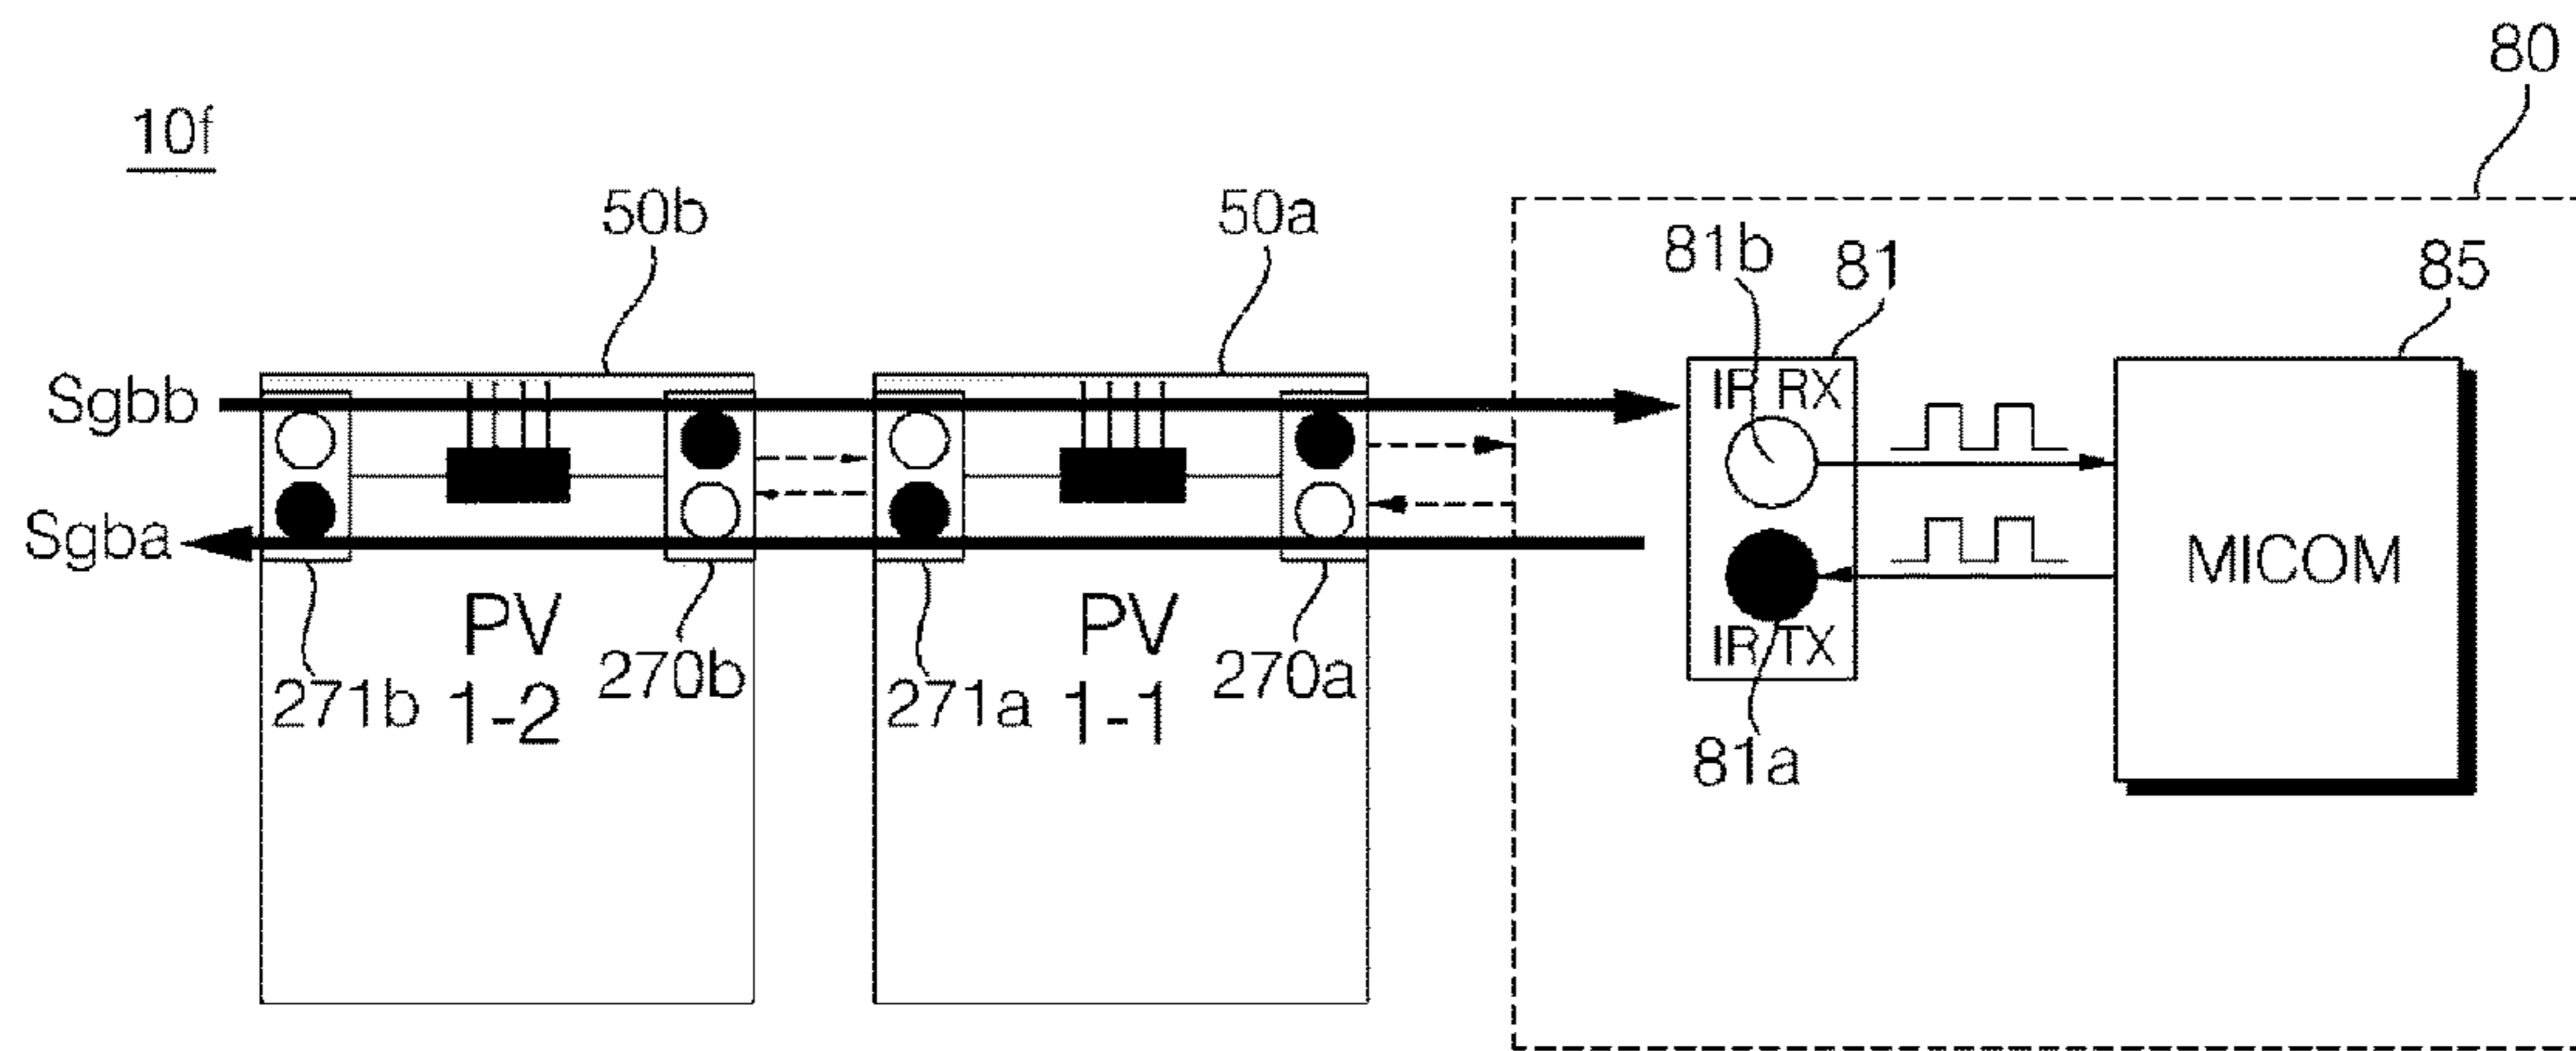 80
10f
50b
50a
81b
81
85
Sgbb
IR RX
Sgba
MICOM
PV
1-2
PV
1-1
IR TX
271b
270b
271a
270a
81a